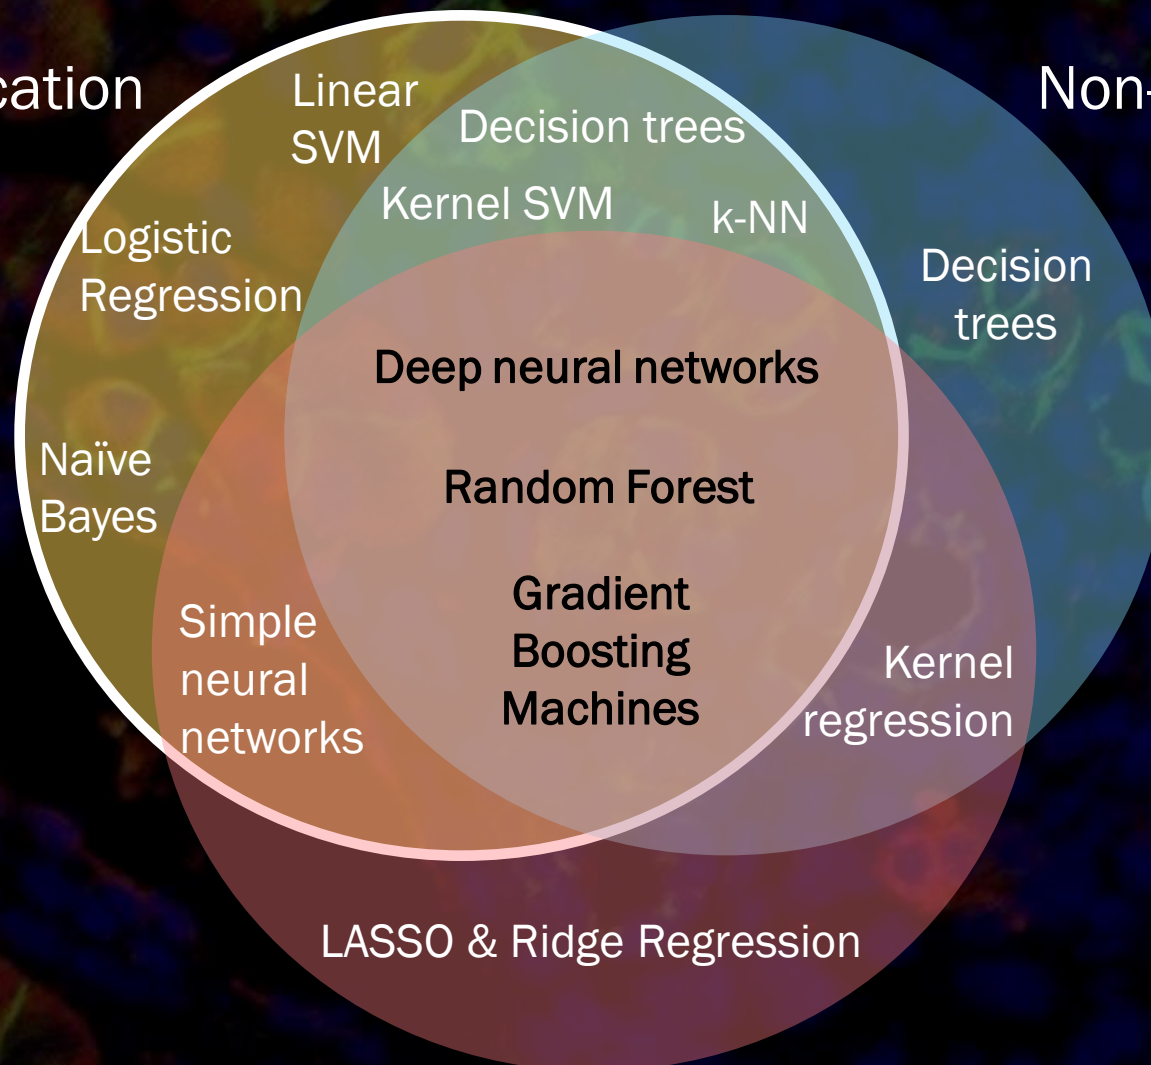 cation
Non-
Linear
SVM
Decision trees
Kernel SVM
k-NN
Logistic
Regression
Decision
trees
Deep neural networks
Naïve
Bayes
Random Forest
Gradient
Boosting
Machines
Simple
neural
networks
Kernel
regression
LASSO & Ridge Regression